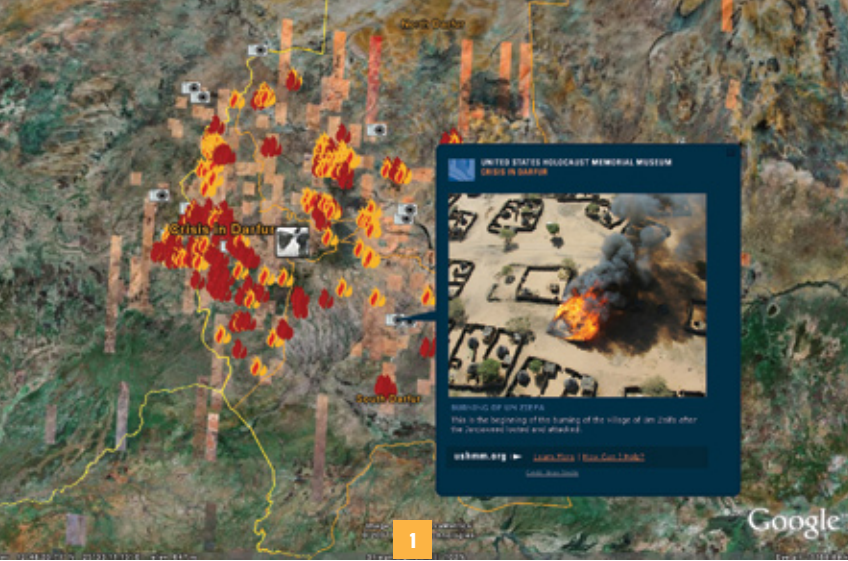 North Darfur
Crisis in Darfur
South Darfur
UNITED STATES HOLOCAUST MEMORIAL MUSEUM
CRISIS IN DARFUR
BURNING OF UM ZIEFA
This is the beginning of the burning of the village of Um Ziefa after
the Janjaweed looted and attacked.
ushmm.org
Learn More | How Can I Help?
Google
1